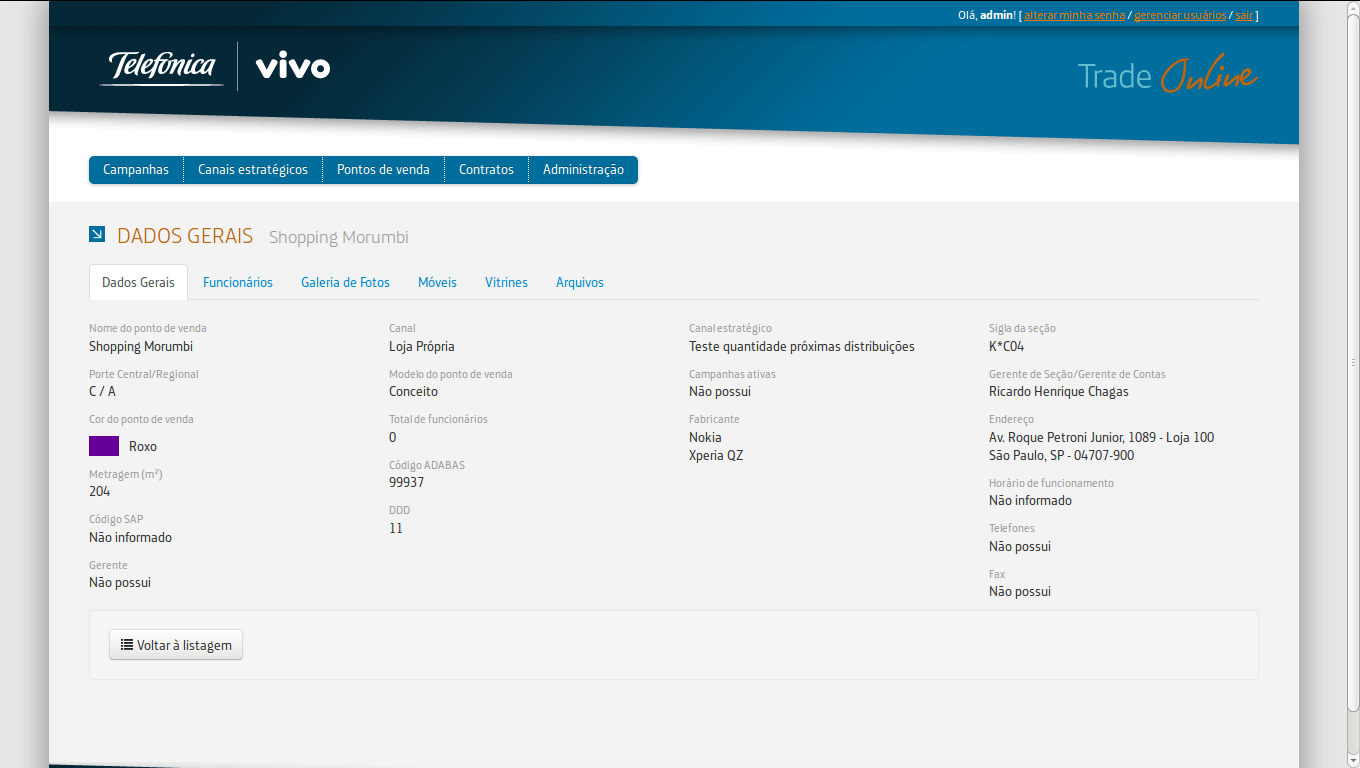 Olá, admin! [ alterar minha senha / gerenciar usuários / sair ]
Telefónica vivo
Trade Online
Campanhas Canais estratégicos Pontos de venda Contratos Administração
DADOS GERAIS Shopping Morumbi
Dados Gerais Funcionários Galeria de Fotos Móveis Vitrines Arquivos
Nome do ponto de venda
Shopping Morumbi
Porte Central/Regional
C / A
Cor do ponto de venda
Roxo
Metragem (m²)
204
Código SAP
Não informado
Gerente
Não possui
Canal
Loja Própria
Modelo do ponto de venda
Conceito
Total de funcionários
0
Código ADABAS
99937
DDD
11
Canal estratégico
Teste quantidade próximas distribuições
Campanhas ativas
Não possui
Fabricante
Nokia
Xperia QZ
Sigla da seção
K*C04
Gerente de Seção/Gerente de Contas
Ricardo Henrique Chagas
Endereço
Av. Roque Petroni Junior, 1089 - Loja 100
São Paulo, SP - 04707-900
Horário de funcionamento
Não informado
Telefones
Não possui
Fax
Não possui
Voltar à listagem